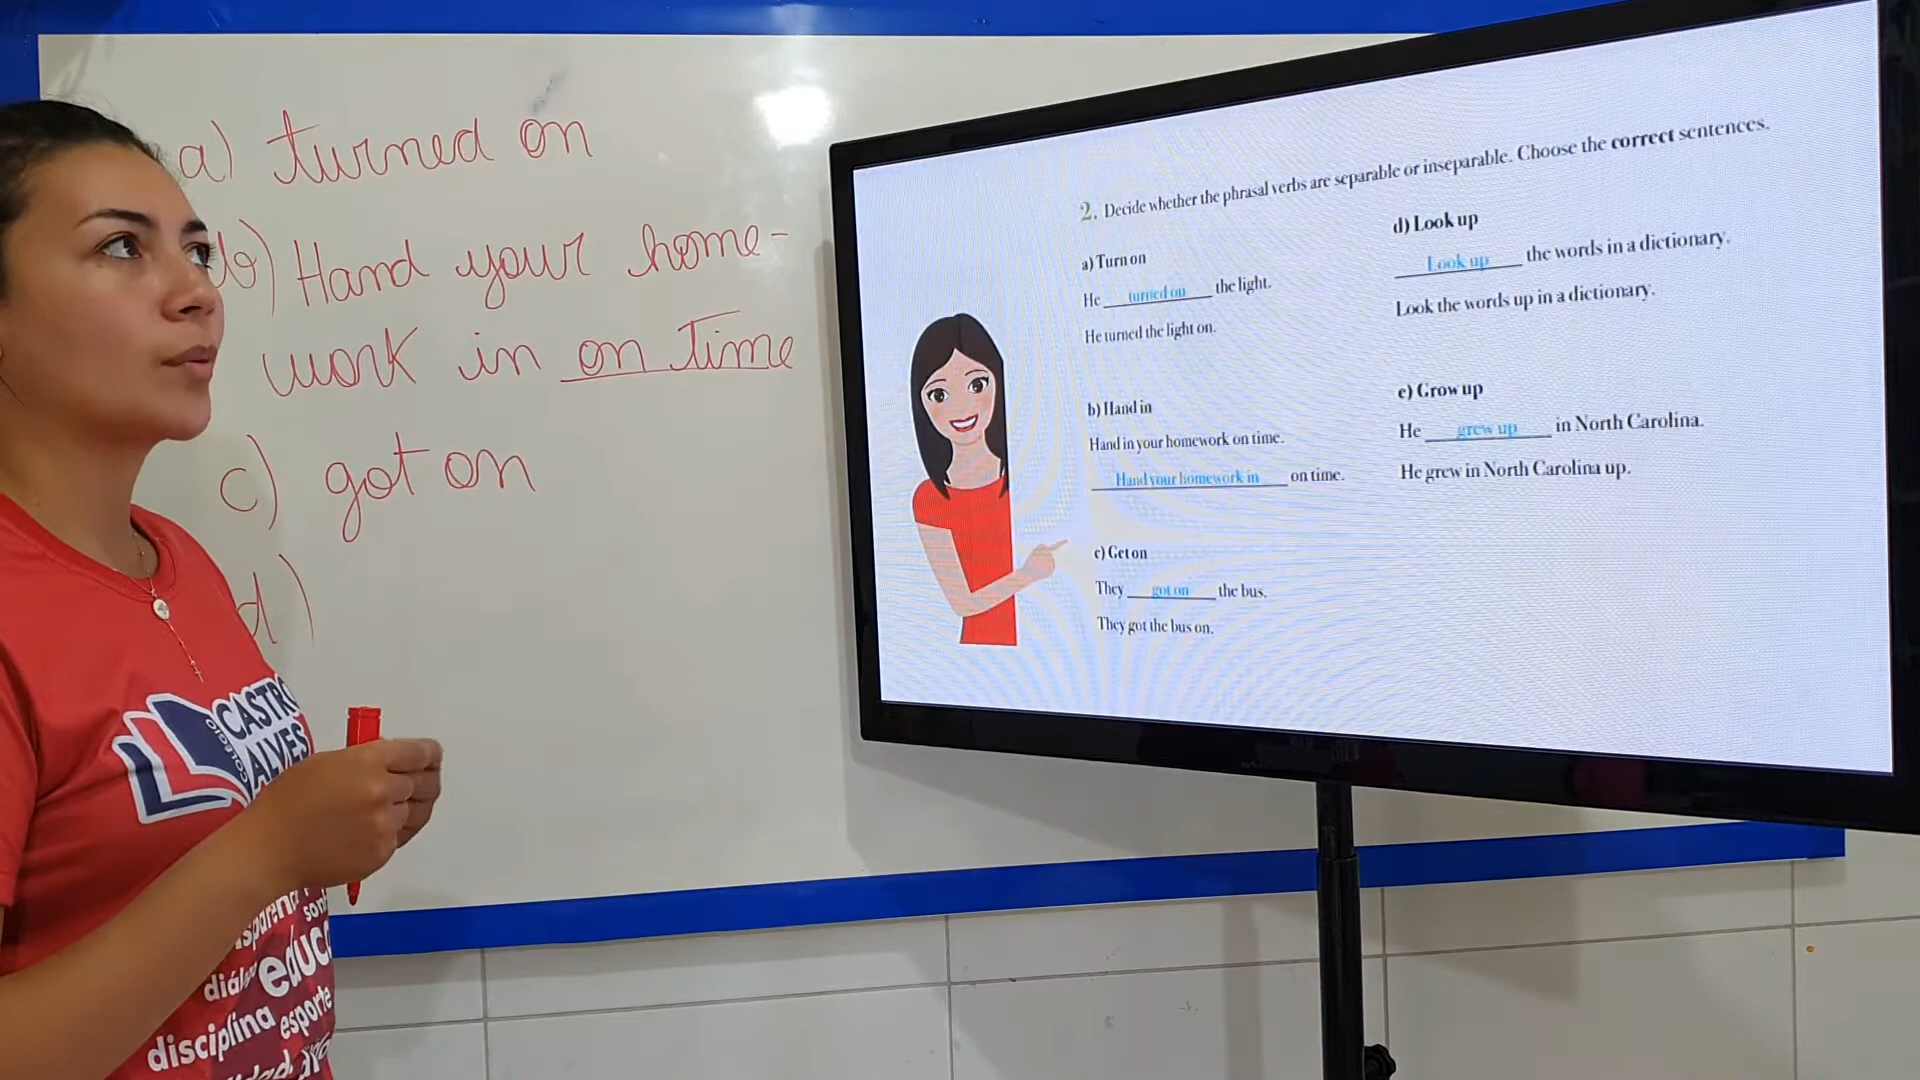 a) turned on
b) Hand your home-
work in on time
c) got on
d)
2. Decide whether the phrasal verbs are separable or inseparable. Choose the correct sentences.
a) Turn on
He turned on the light.
He turned the light on.
b) Hand in
Hand in your homework on time.
Hand your homework in on time.
c) Get on
They got on the bus.
They got the bus on.
d) Look up
Look up the words in a dictionary.
Look the words up in a dictionary.
e) Grow up
He grew up in North Carolina.
He grew in North Carolina up.
COLÉGIO
CASTRO
ALVES
disciplina
esporte